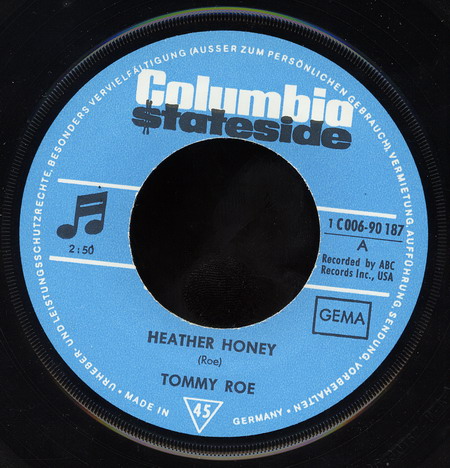 URHEBER- UND LEISTUNGSSCHUTZRECHTE, BESONDERS VERVIELFÄLTIGUNG (AUSSER ZUM PERSÖNLICHEN GEBRAUCH), VERMIETUNG, AUFFÜHRUNG, SENDUNG, VORBEHALTEN
Columbia
$tateside
1 C 006-90 187
A
2:50
Recorded by ABC
Records Inc., USA
GEMA
HEATHER HONEY
(Roe)
TOMMY ROE
• MADE IN 45 GERMANY •